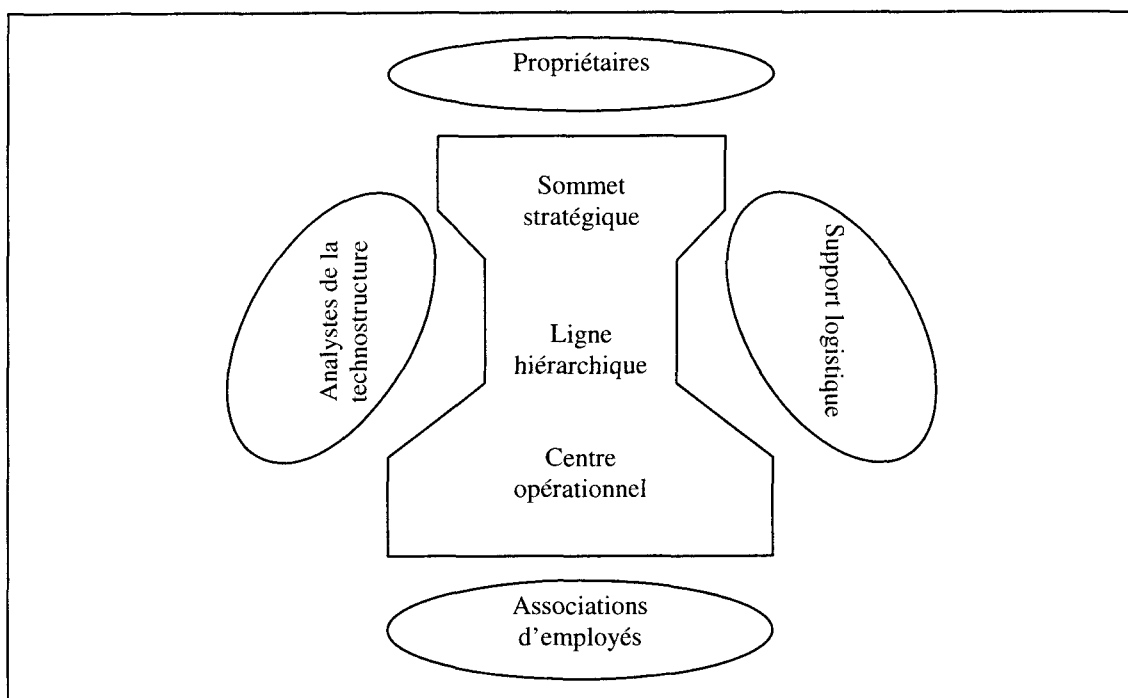 Propriétaires
Sommet
stratégique
Analystes de la
technostructure
Ligne
hiérarchique
Support logistique
Centre
opérationnel
Associations
d'employés